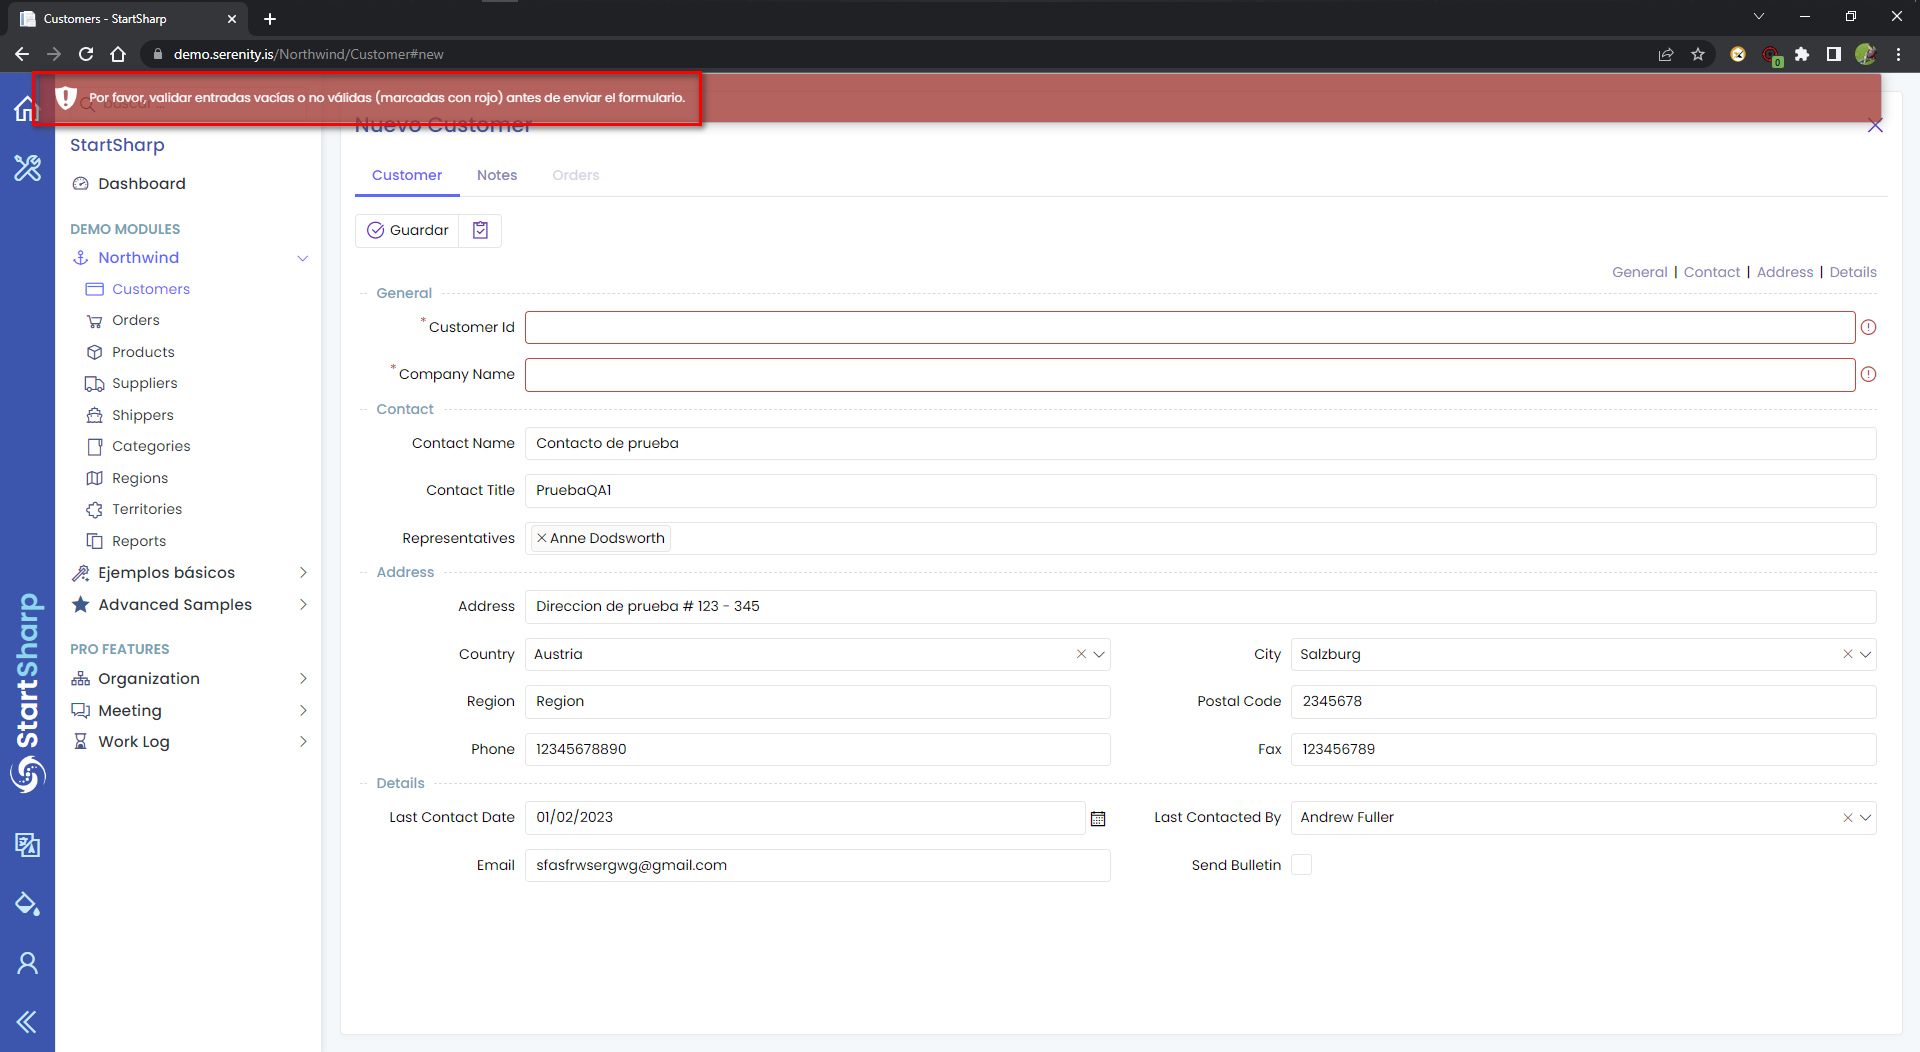 Customers - StartSharp
demo.serenity.is/Northwind/Customer#new
0
Por favor, validar entradas vacías o no válidas (marcadas con rojo) antes de enviar el formulario.
Nuevo Customer
StartSharp
Dashboard
DEMO MODULES
Northwind
Customers
Orders
Products
Suppliers
Shippers
Categories
Regions
Territories
Reports
Ejemplos básicos
Advanced Samples
PRO FEATURES
Organization
Meeting
Work Log
StartSharp
Customer Notes Orders
Guardar
General | Contact | Address | Details
General
* Customer Id
* Company Name
Contact
Contact Name Contacto de prueba
Contact Title PruebaQA1
Representatives Anne Dodsworth
Address
Address Direccion de prueba # 123 - 345
Country Austria City Salzburg
Region Region Postal Code 2345678
Phone 12345678890 Fax 123456789
Details
Last Contact Date 01/02/2023 Last Contacted By Andrew Fuller
Email sfasfrwsergwg@gmail.com Send Bulletin